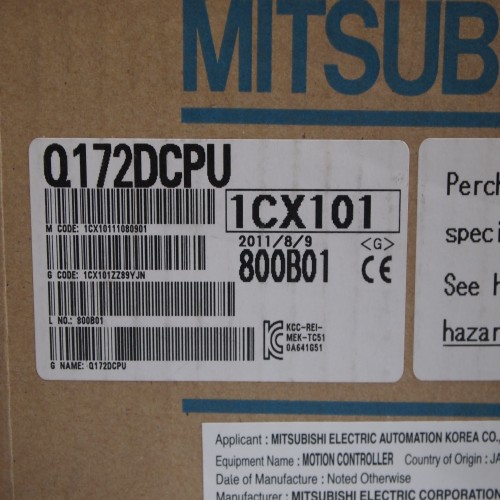 MITSUB
Q172DCPU
1CX101
M CODE: 1CX10111080901
2011/8/9 <G>
800B01 CE
G CODE: 1CX101ZZ89YJN
L NO.: 800B01
KCC-REI-
MEK-TC51
0A641G51
G NAME: Q172DCPU
Perch
speci
See h
hazar
Applicant : MITSUBISHI ELECTRIC AUTOMATION KOREA CO.,
Equipment Name : MOTION CONTROLLER Country of Origin : JA
Date of Manufacture : Noted Otherwise
Manufacturer : MITSUBISHI ELECTRIC CORPORATION